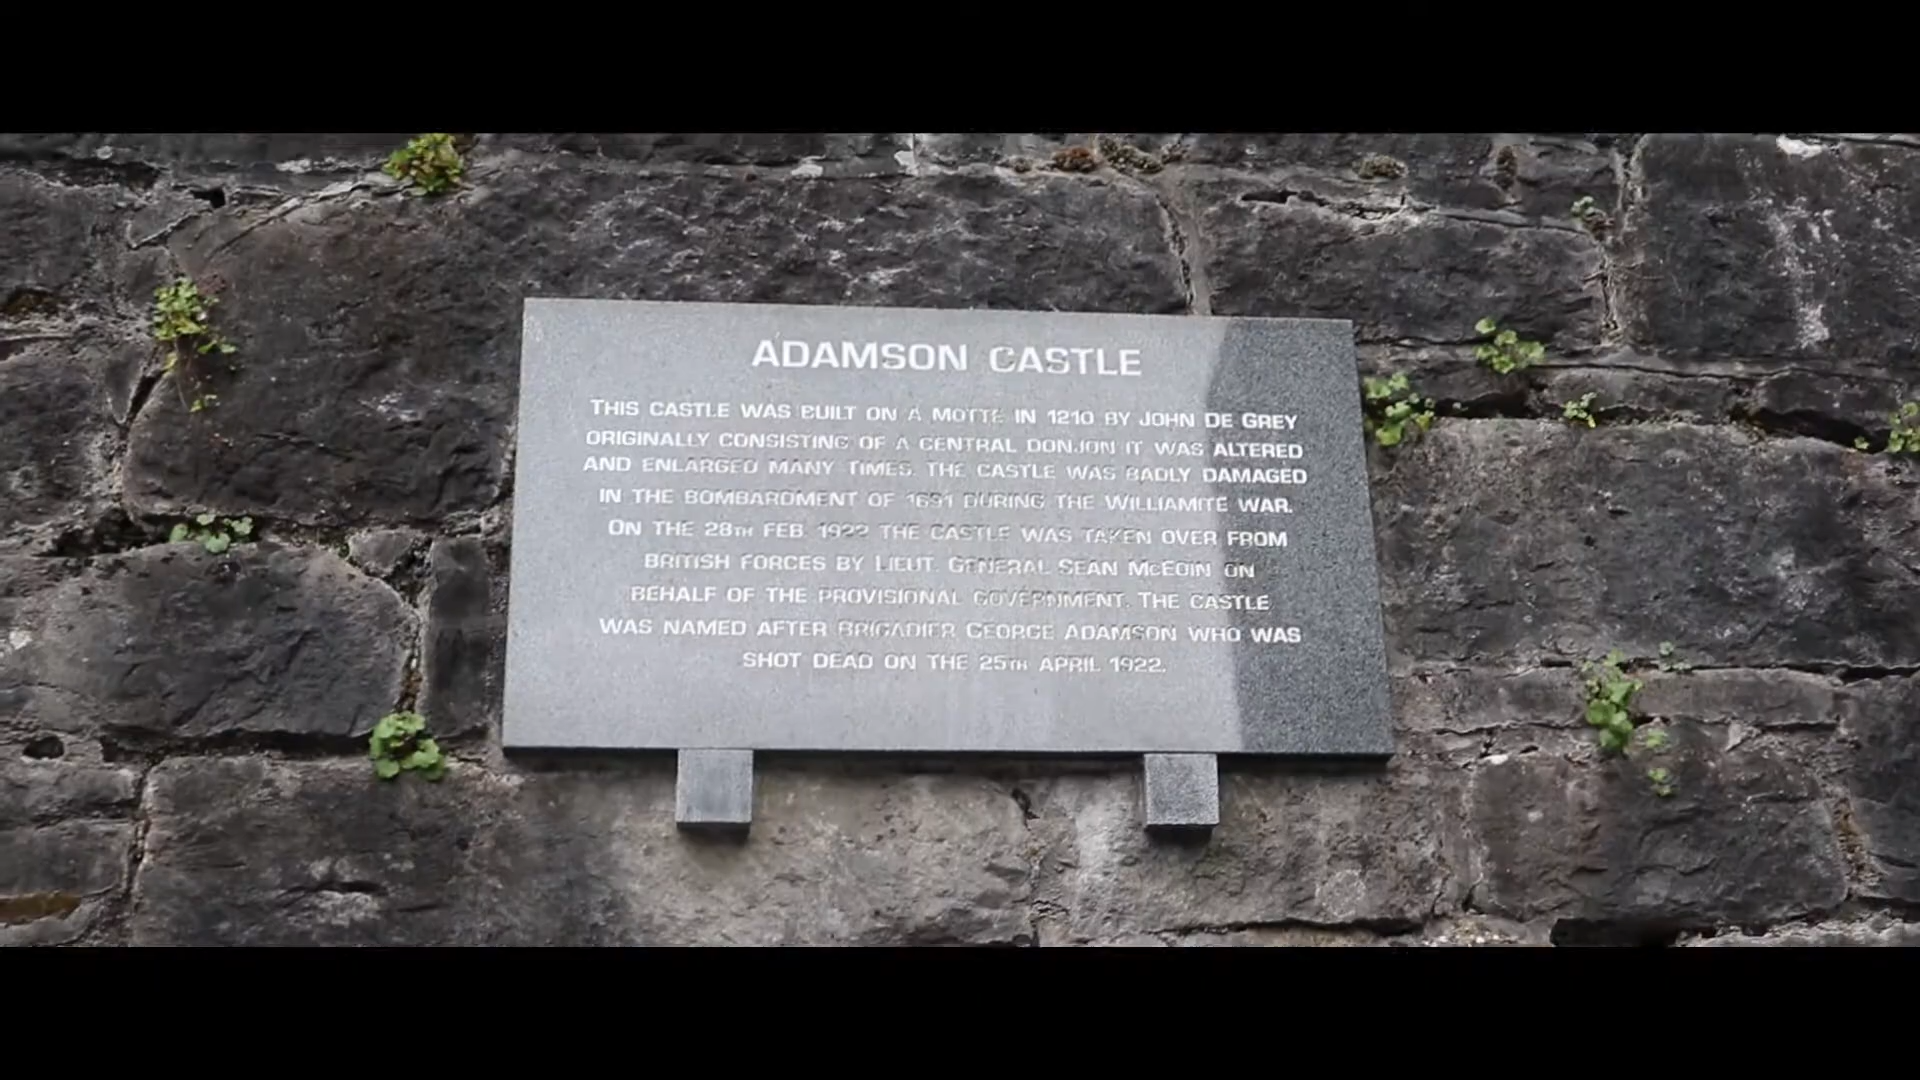 ADAMSON CASTLE
THIS CASTLE WAS BUILT ON A MOTTE IN 1210 BY JOHN DE GREY
ORIGINALLY CONSISTING OF A CENTRAL DONJON IT WAS ALTERED
AND ENLARGED MANY TIMES. THE CASTLE WAS BADLY DAMAGED
IN THE BOMBARDMENT OF 1691 DURING THE WILLIAMITE WAR.
ON THE 28TH FEB. 1922 THE CASTLE WAS TAKEN OVER FROM
BRITISH FORCES BY LIEUT. GENERAL SEAN MCEOIN ON
BEHALF OF THE PROVISIONAL GOVERNMENT. THE CASTLE
WAS NAMED AFTER BRIGADIER GEORGE ADAMSON WHO WAS
SHOT DEAD ON THE 25TH APRIL 1922.